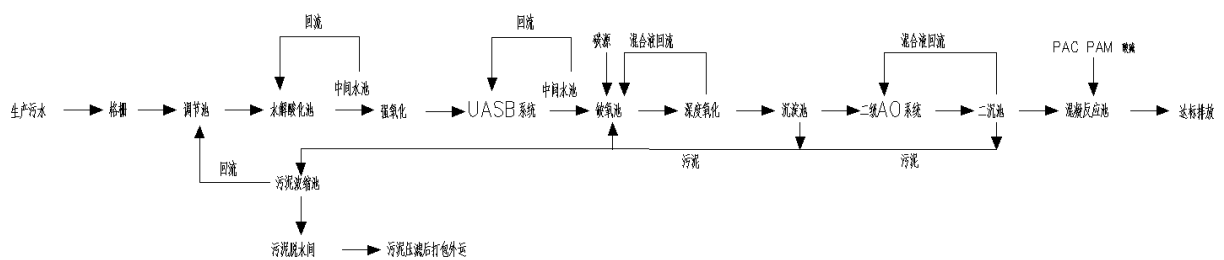 回流
回流
碳源
混合液回流
混合液回流
PAC PAM 酸碱
中间水池
中间水池
生产污水
格栅
调节池
水解酸化池
强氧化
UASB系统
缺氧池
深度氧化
沉淀池
二级AO系统
二沉池
混凝反应池
达标排放
污泥
污泥
回流
污泥浓缩池
污泥脱水间
污泥压滤后打包外运